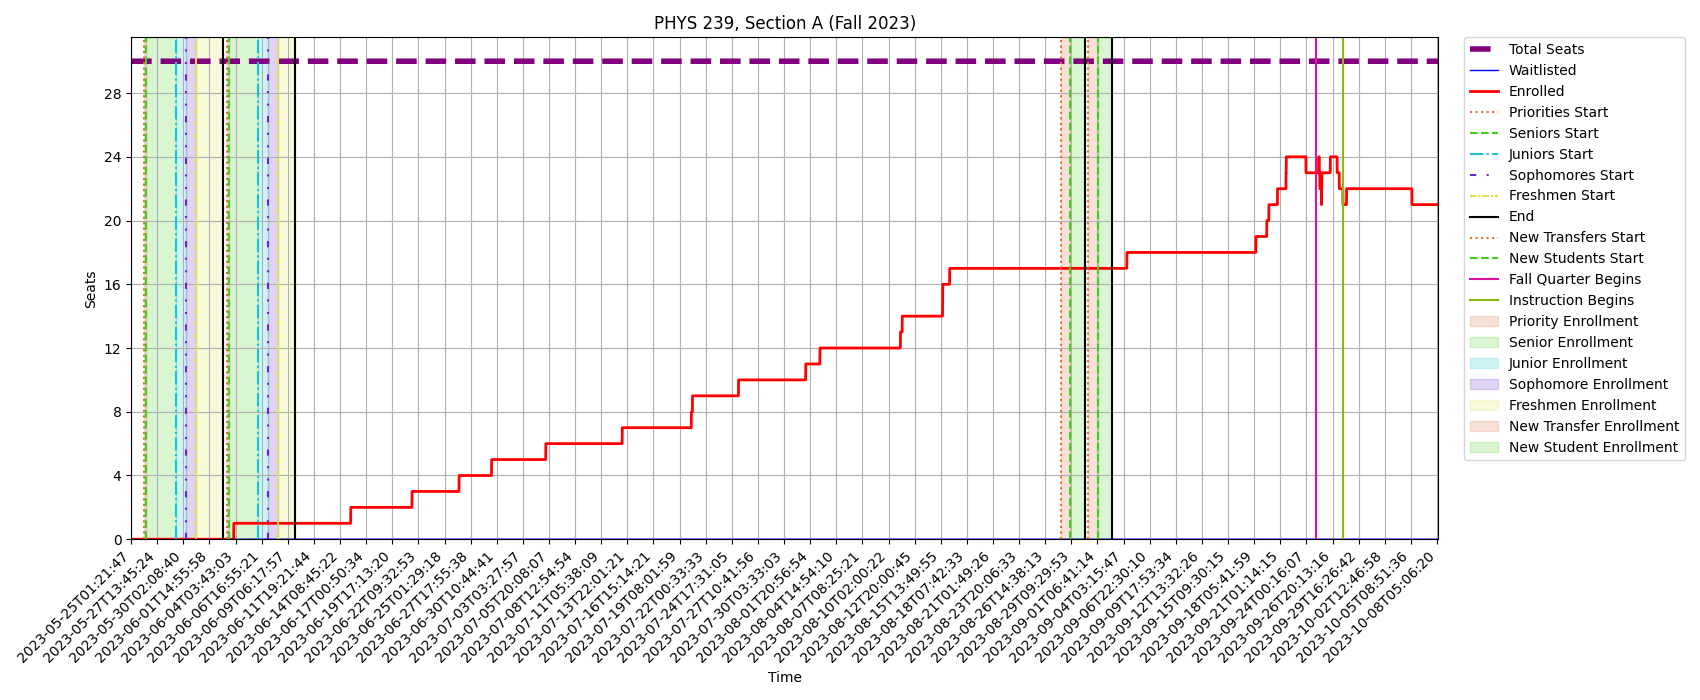 PHYS 239, Section A (Fall 2023)
Seats
28
24
20
16
12
8
4
0
2023-05-25T01:21:47
2023-05-27T13:45:24
2023-05-30T02:08:40
2023-06-01T14:55:58
2023-06-04T03:43:03
2023-06-06T16:55:21
2023-06-09T06:17:57
2023-06-11T19:21:44
2023-06-14T08:45:22
2023-06-17T00:50:34
2023-06-19T17:13:20
2023-06-22T09:32:53
2023-06-25T01:29:18
2023-06-27T17:55:38
2023-06-30T10:44:41
2023-07-03T03:27:57
2023-07-05T20:08:07
2023-07-08T12:54:54
2023-07-11T05:38:09
2023-07-13T22:01:21
2023-07-16T15:14:21
2023-07-19T08:01:59
2023-07-22T00:33:33
2023-07-24T17:31:05
2023-07-27T10:41:56
2023-07-30T03:33:03
2023-08-01T20:56:54
2023-08-04T14:54:10
2023-08-07T08:25:21
2023-08-10T02:00:22
2023-08-12T20:00:45
2023-08-15T13:49:55
2023-08-18T07:42:33
2023-08-21T01:49:26
2023-08-23T20:06:33
2023-08-26T14:38:13
2023-08-29T09:29:53
2023-09-01T06:41:14
2023-09-04T03:15:47
2023-09-06T22:30:10
2023-09-09T17:53:34
2023-09-12T13:32:26
2023-09-15T09:30:15
2023-09-18T05:41:59
2023-09-21T01:14:15
2023-09-24T00:16:07
2023-09-26T20:13:16
2023-09-29T16:26:42
2023-10-02T12:46:58
2023-10-05T08:51:36
2023-10-08T05:06:20
Time
Total Seats
Waitlisted
Enrolled
Priorities Start
Seniors Start
Juniors Start
Sophomores Start
Freshmen Start
End
New Transfers Start
New Students Start
Fall Quarter Begins
Instruction Begins
Priority Enrollment
Senior Enrollment
Junior Enrollment
Sophomore Enrollment
Freshmen Enrollment
New Transfer Enrollment
New Student Enrollment